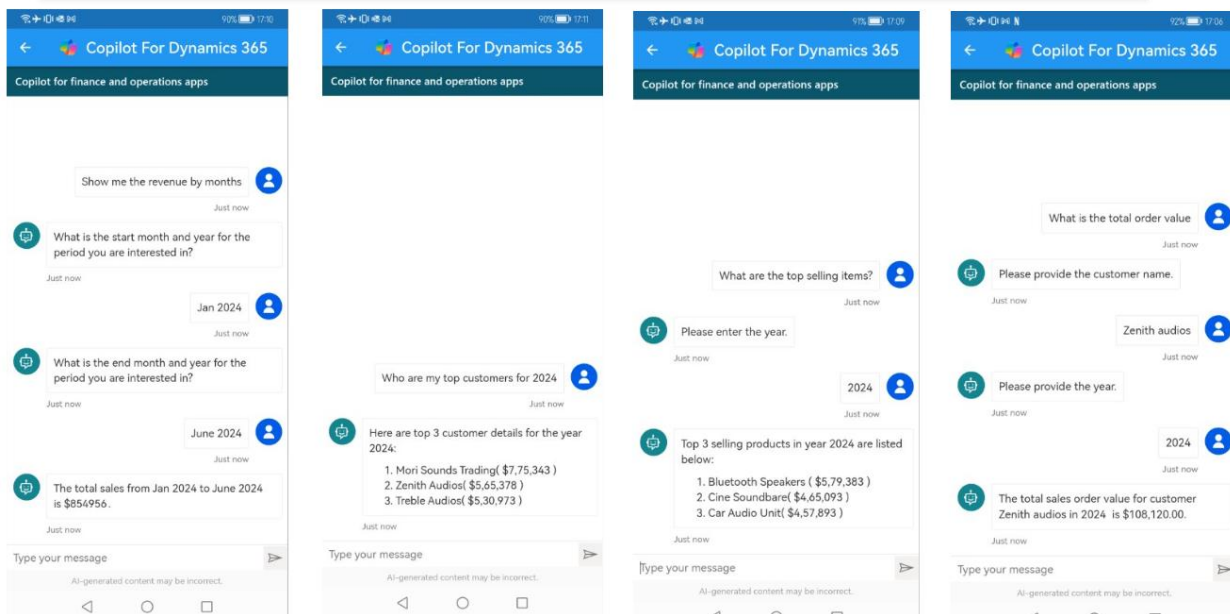 90% 17:10
Copilot For Dynamics 365
Copilot for finance and operations apps
Show me the revenue by months
Just now
What is the start month and year for the
period you are interested in?
Just now
Jan 2024
Just now
What is the end month and year for the
period you are interested in?
Just now
June 2024
Just now
The total sales from Jan 2024 to June 2024
is $854956.
Just now
Type your message
AI-generated content may be incorrect.
90% 17:11
Copilot For Dynamics 365
Copilot for finance and operations apps
Who are my top customers for 2024
Just now
Here are top 3 customer details for the year
2024:
1. Mori Sounds Trading( $7,75,343 )
2. Zenith Audios( $5,65,378 )
3. Treble Audios( $5,30,973 )
Just now
Type your message
AI-generated content may be incorrect.
91% 17:09
Copilot For Dynamics 365
Copilot for finance and operations apps
What are the top selling items?
Just now
Please enter the year.
Just now
2024
Just now
Top 3 selling products in year 2024 are listed
below:
1. Bluetooth Speakers ( $5,79,383 )
2. Cine Soundbare( $4,65,093 )
3. Car Audio Unit( $4,57,893 )
Just now
Type your message
AI-generated content may be incorrect.
92% 17:06
Copilot For Dynamics 365
Copilot for finance and operations apps
What is the total order value
Just now
Please provide the customer name.
Just now
Zenith audios
Just now
Please provide the year.
Just now
2024
Just now
The total sales order value for customer
Zenith audios in 2024 is $108,120.00.
Just now
Type your message
AI-generated content may be incorrect.